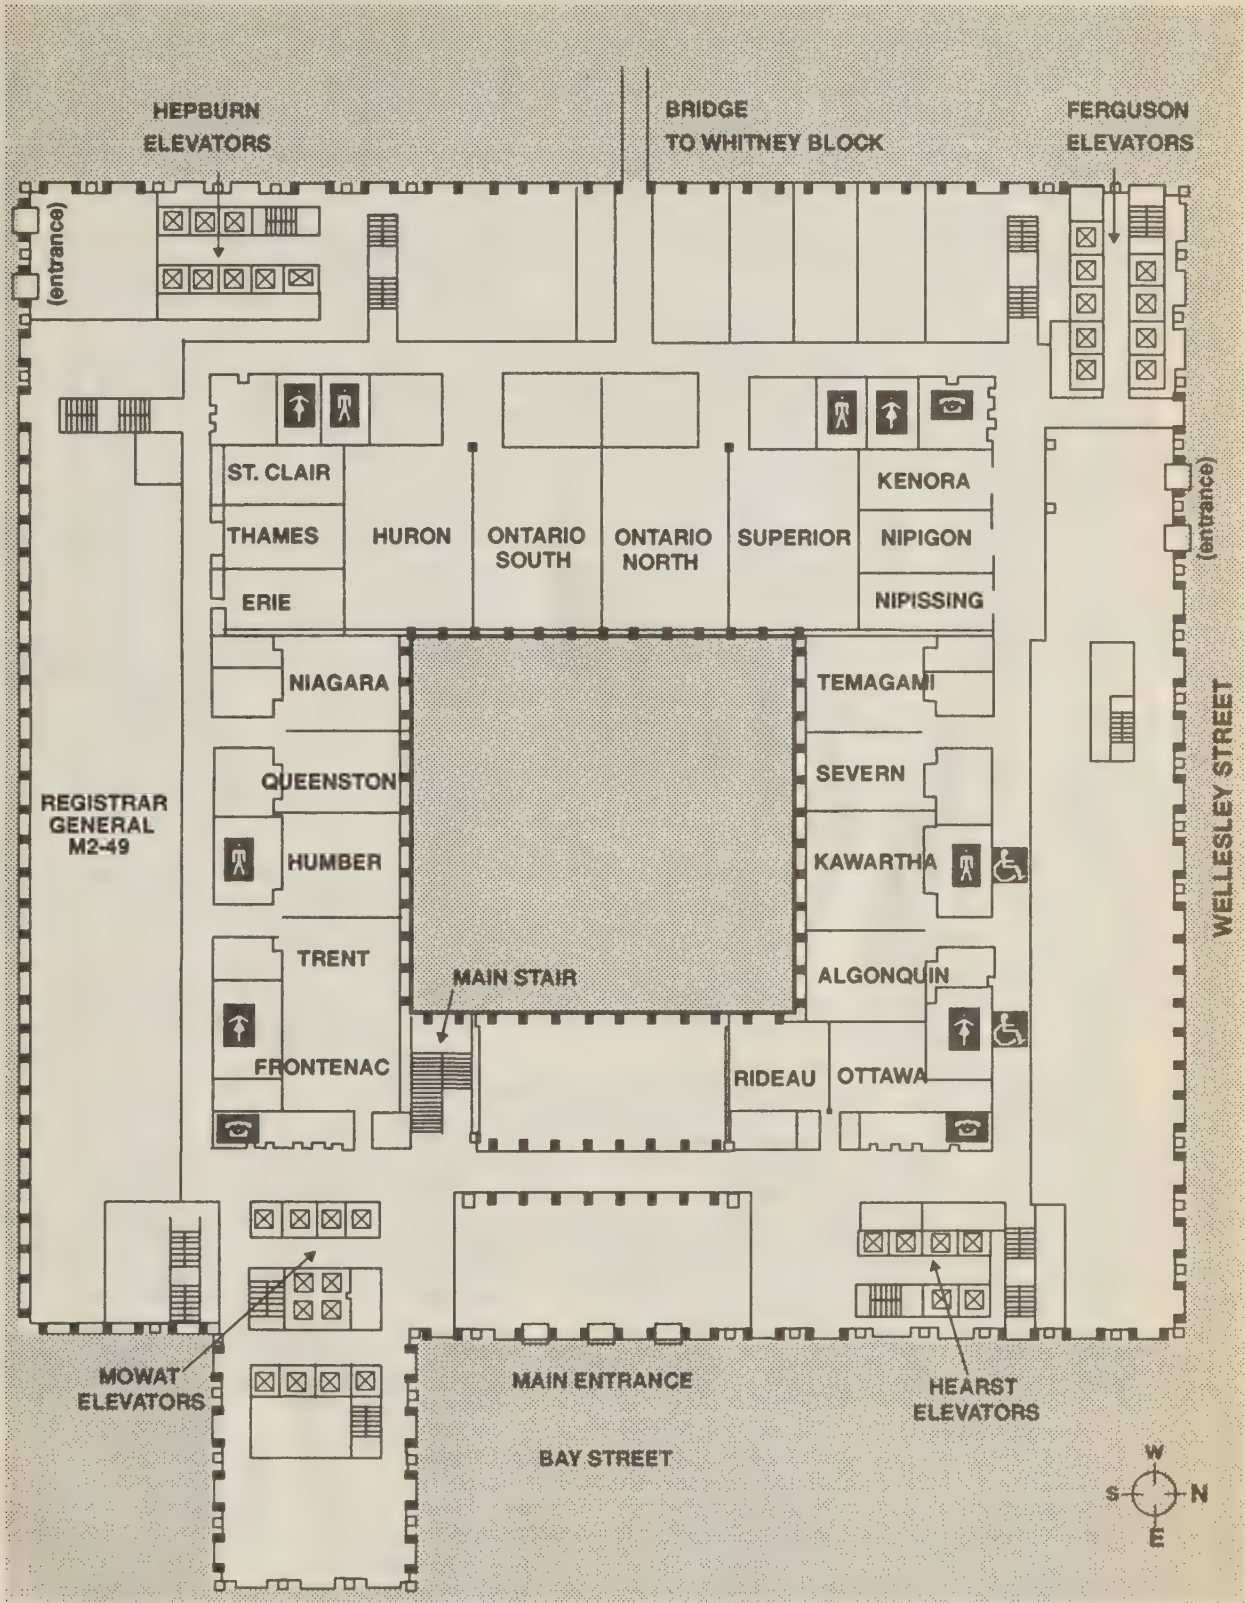 HEPBURN
ELEVATORS
BRIDGE
TO WHITNEY BLOCK
FERGUSON
ELEVATORS
(entrance)
ST. CLAIR
THAMES
ERIE
HURON
ONTARIO
SOUTH
ONTARIO
NORTH
SUPERIOR
KENORA
NIPIGON
NIPISSING
(entrance)
NIAGARA
QUEENSTON
HUMBER
TRENT
FRONTENAC
TEMAGAMI
SEVERN
KAWARTHA
ALGONQUIN
RIDEAU
OTTAWA
REGISTRAR
GENERAL
M2-49
MAIN STAIR
WELLESLEY STREET
MOWAT
ELEVATORS
MAIN ENTRANCE
HEARST
ELEVATORS
BAY STREET
W
S
N
E